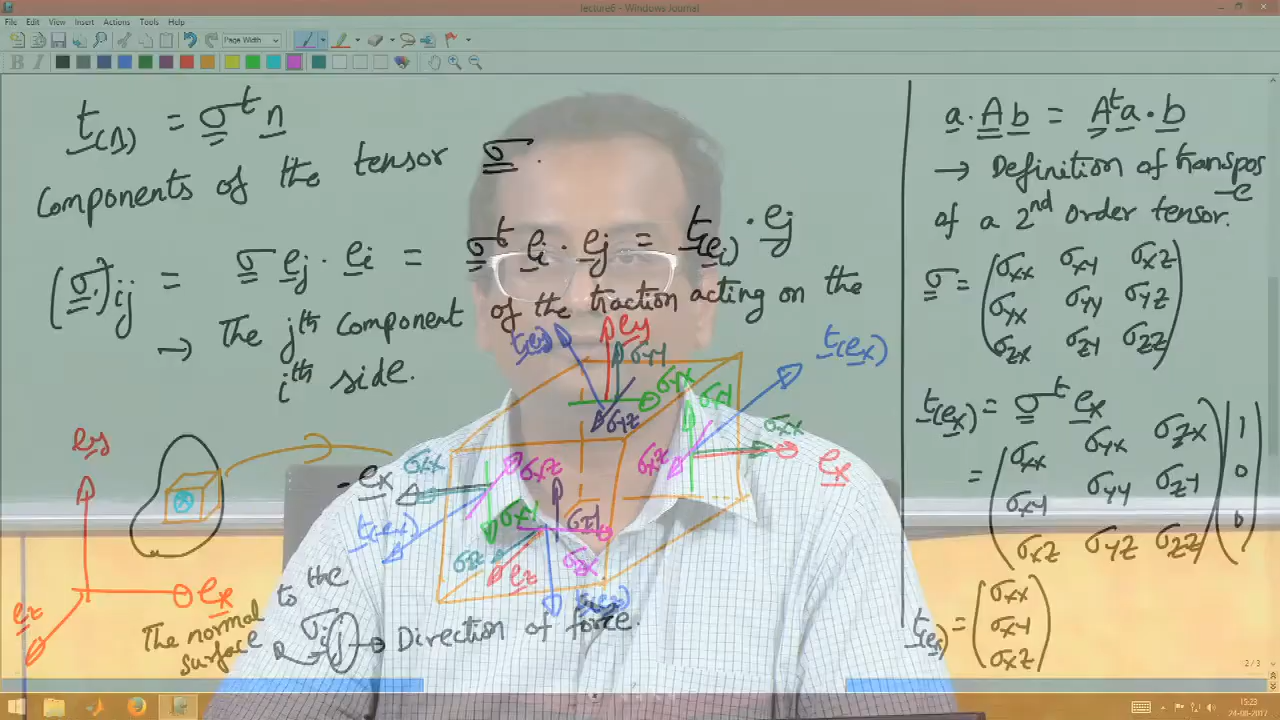 lecture6 - Windows Journal
File Edit View Insert Actions Tools Help
Page Width
t(n) = σᵗ n
Components of the tensor σ.
(σ)ij = σ ej · ei = σᵗ ei · ej = t(ei) · ej
→ The jth component of the traction acting on the
ith side.
a · A b = Aᵗ a · b
→ Definition of transpos
-e
of a 2nd order tensor.
σ = (σxx σxy σxz
σyx σyy σyz
σzx σzy σzz)
t(ex) = σᵗ ex
= (σxx σyx σzx) (1
σxy σyy σzy 0
σxz σyz σzz) 0)
= (σxx
σxy
σxz)
ey
ex
ez
ey
σyy
t(ex)
σyx
σxy
σyz
σxz
σxx
ex
-ex
σxx
σxz
t(-ex)
σxy
σzy
σzz
ez
σzx
t(ez)
The normal to the
surface
σij → Direction of force.
2 / 3
15:23
24-08-2017